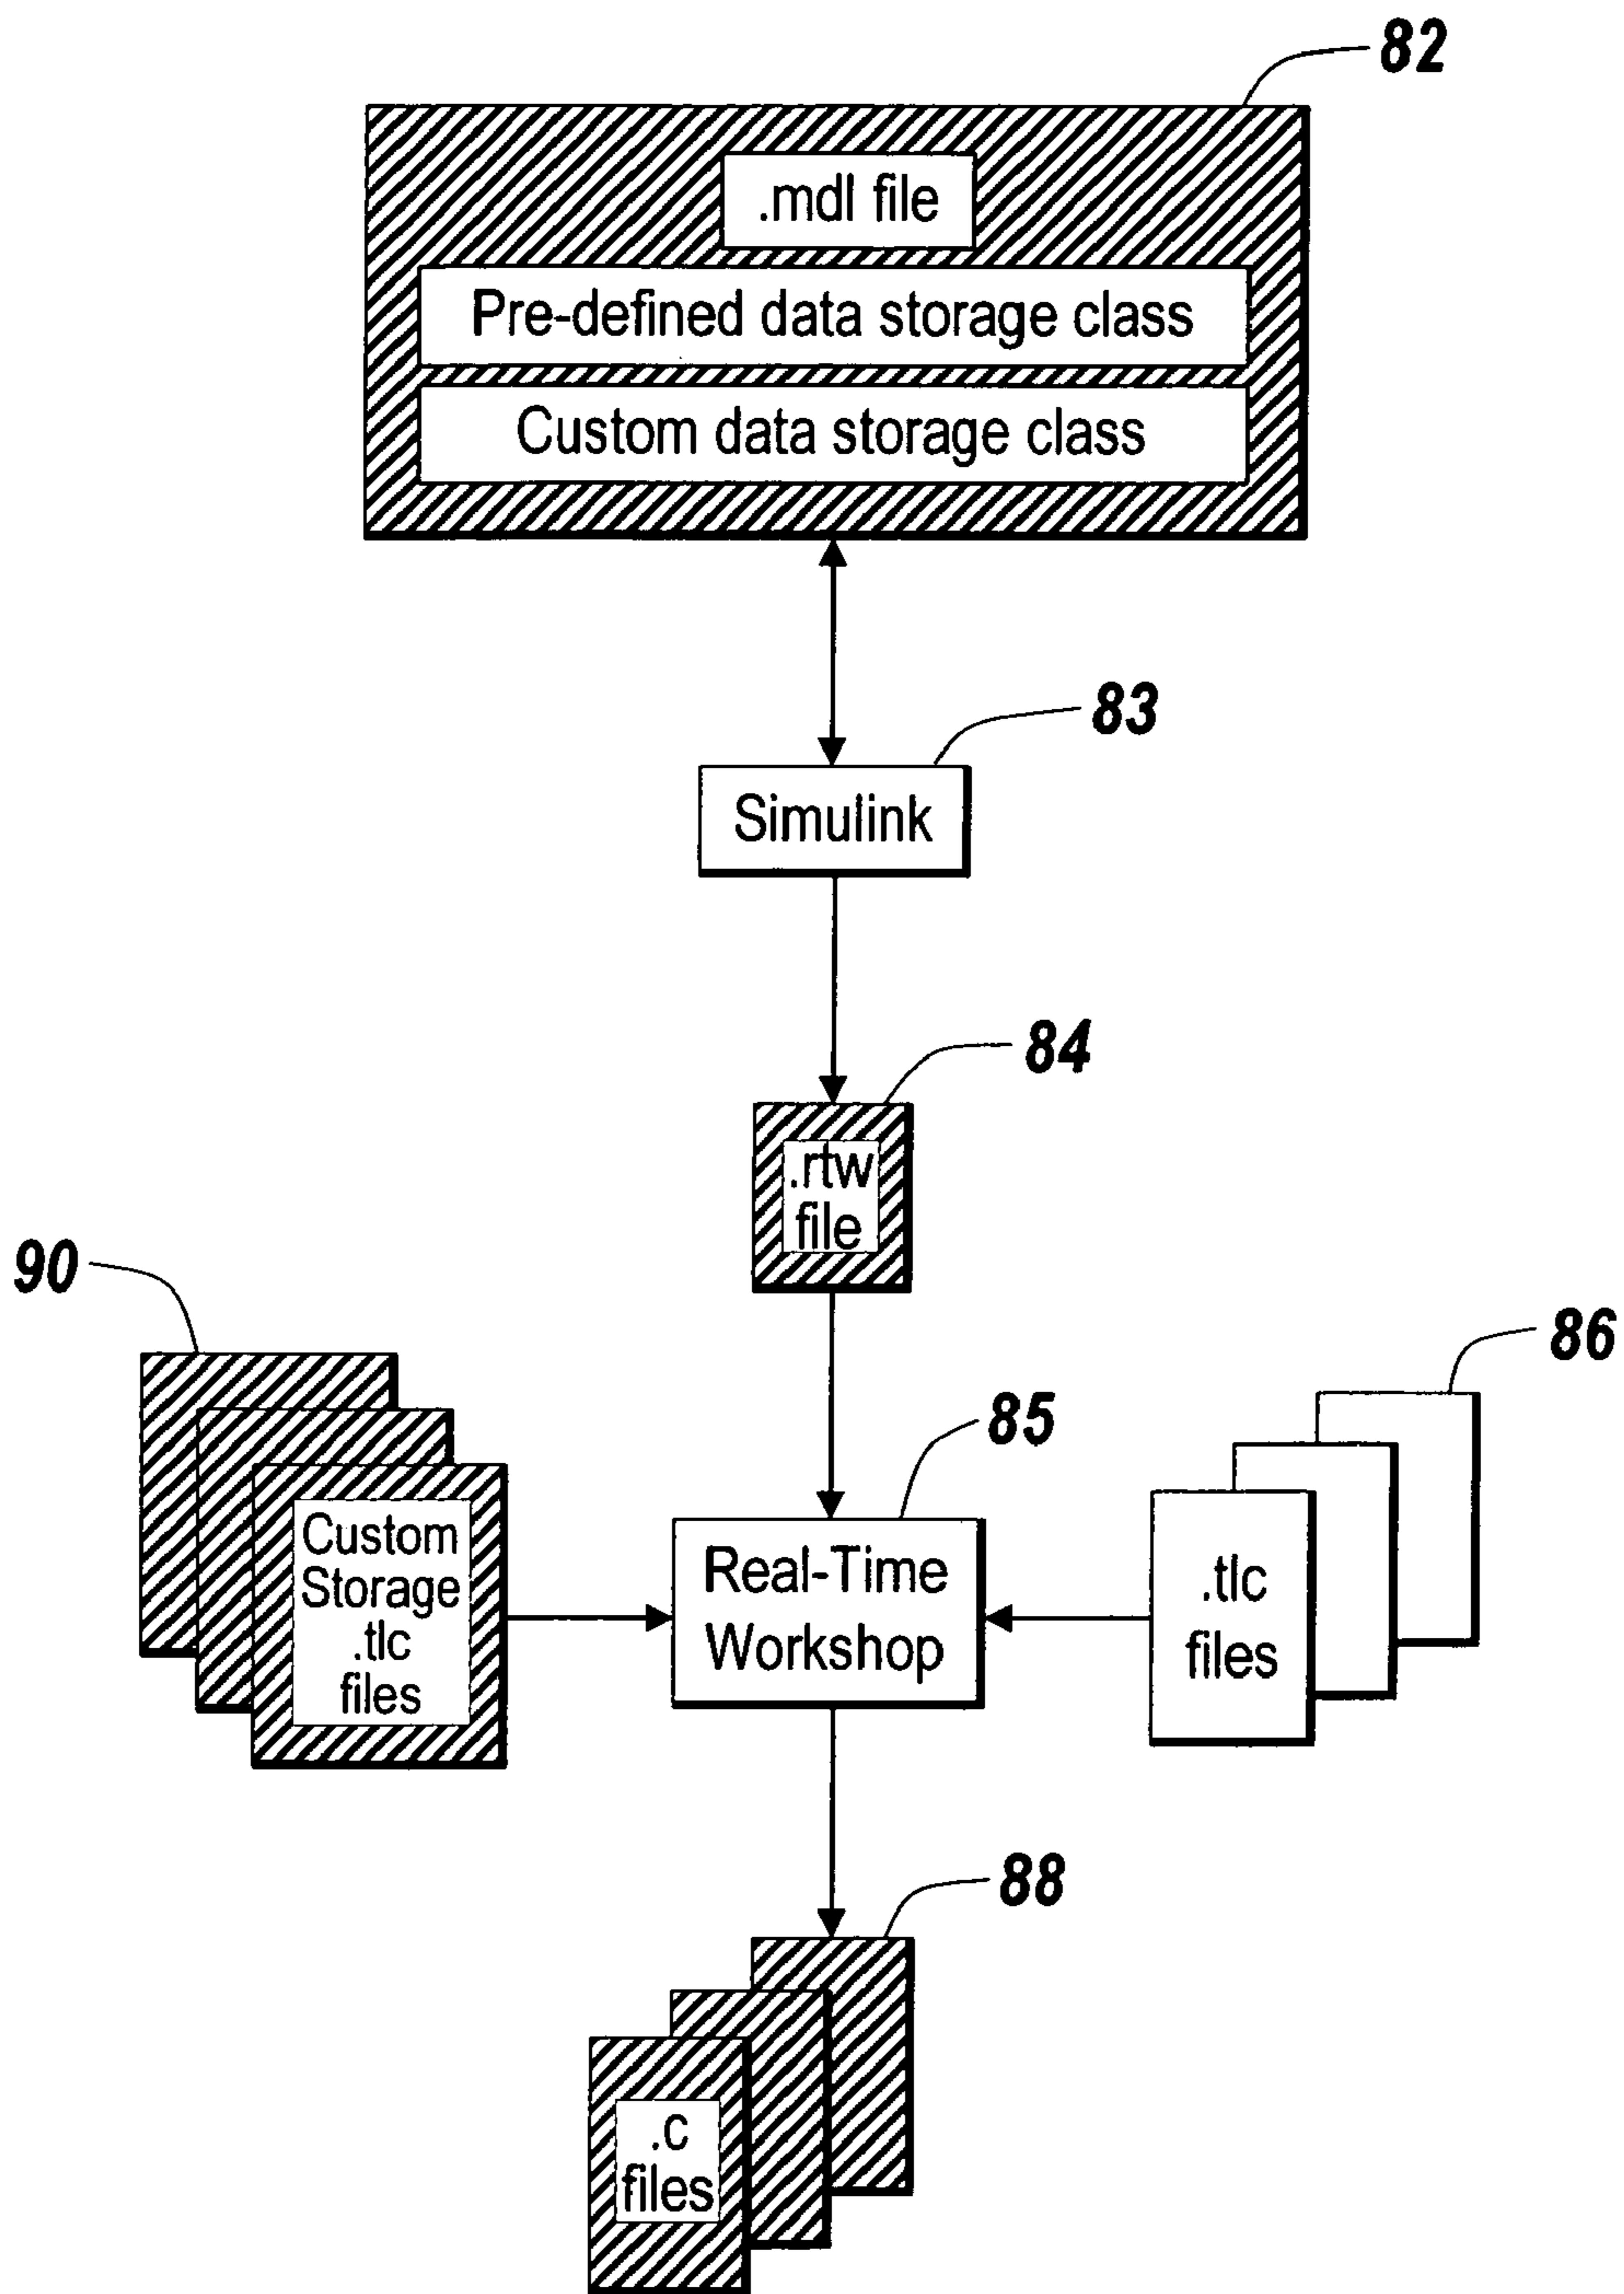 82
.mdl file
Pre-defined data storage class
Custom data storage class
83
Simulink
84
.rtw
file
90
86
85
Custom
Storage
.tlc
files
Real-Time
Workshop
.tlc
files
88
.c
files